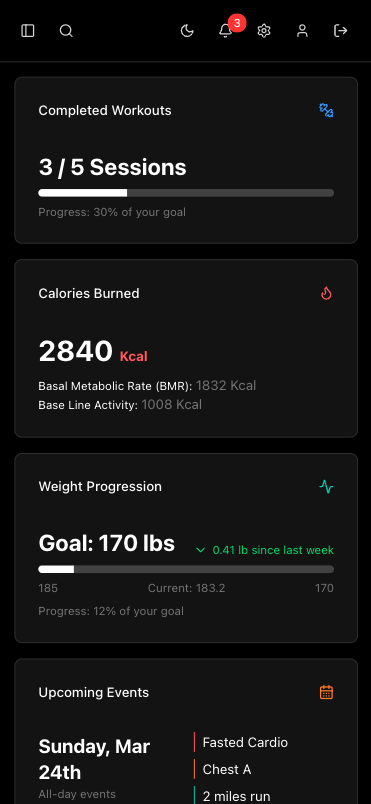 3
Completed Workouts
3 / 5 Sessions
Progress: 30% of your goal
Calories Burned
2840 Kcal
Basal Metabolic Rate (BMR): 1832 Kcal
Base Line Activity: 1008 Kcal
Weight Progression
Goal: 170 lbs 0.41 lb since last week
185 Current: 183.2 170
Progress: 12% of your goal
Upcoming Events
Sunday, Mar
24th
All-day events
Fasted Cardio
Chest A
2 miles run